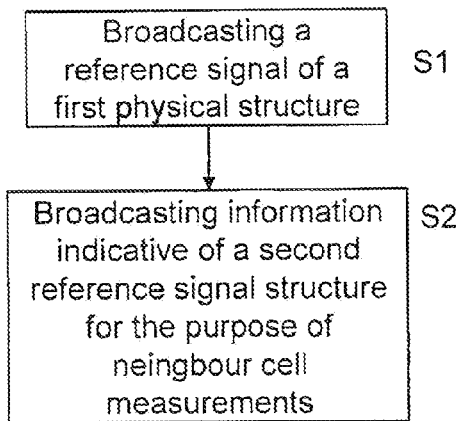 Broadcasting a
reference signal of a
first physical structure
S1
Broadcasting information
indicative of a second
reference signal structure
for the purpose of
neingbour cell
measurements
S2